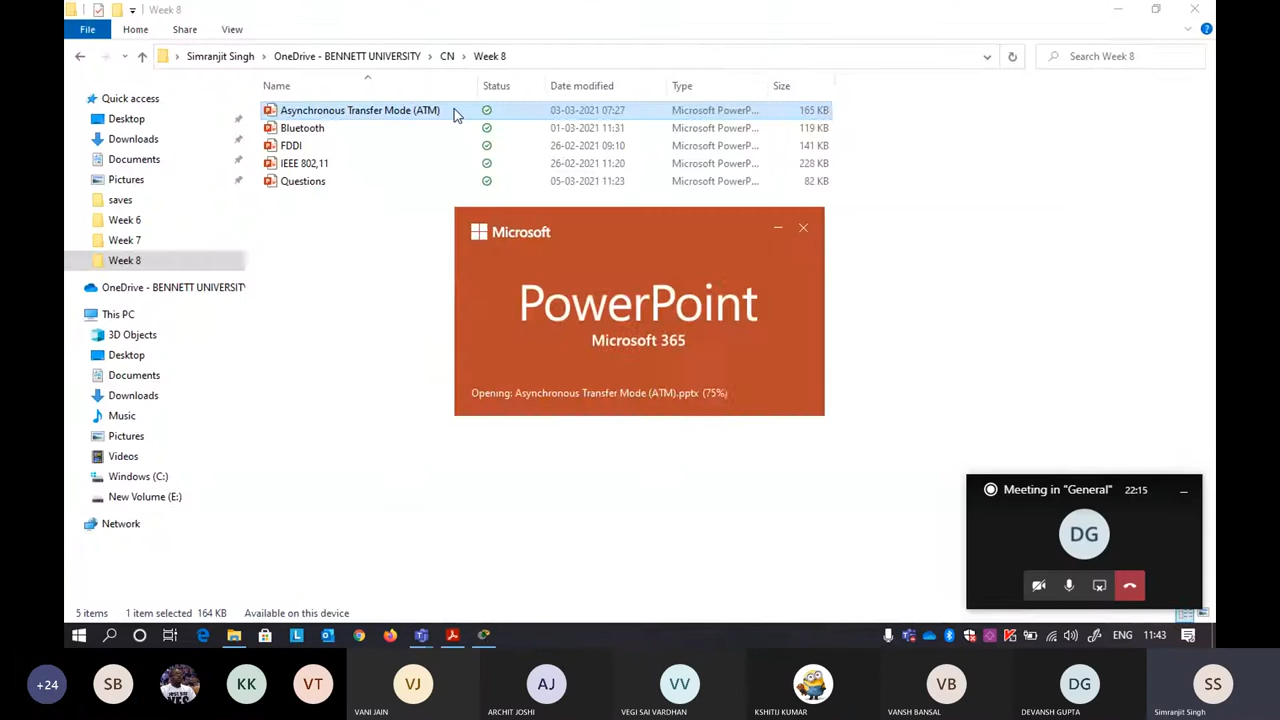 Week 8
File
Home
Share
View
Simranjit Singh
OneDrive - BENNETT UNIVERSITY
CN
Week 8
Search Week 8
Name
Status
Date modified
Type
Size
Quick access
Desktop
Downloads
Documents
Pictures
saves
Week 6
Week 7
Week 8
OneDrive - BENNETT UNIVERSITY
This PC
3D Objects
Desktop
Documents
Downloads
Music
Pictures
Videos
Windows (C:)
New Volume (E:)
Network
Asynchronous Transfer Mode (ATM) 03-03-2021 07:27 Microsoft PowerP... 165 KB
Bluetooth 01-03-2021 11:31 Microsoft PowerP... 119 KB
FDDI 26-02-2021 09:10 Microsoft PowerP... 141 KB
IEEE 802,11 26-02-2021 11:20 Microsoft PowerP... 228 KB
Questions 05-03-2021 11:23 Microsoft PowerP... 82 KB
Microsoft
PowerPoint
Microsoft 365
Opening: Asynchronous Transfer Mode (ATM).pptx (75%)
Meeting in "General" 22:15
DG
5 items 1 item selected 164 KB Available on this device
ENG 11:43
+24
SB
KK
VT
VJ
VANI JAIN
AJ
ARCHIT JOSHI
VV
VEGI SAI VARDHAN
KSHITIJ KUMAR
VB
VANSH BANSAL
DG
DEVANSH GUPTA
SS
Simranjit Singh